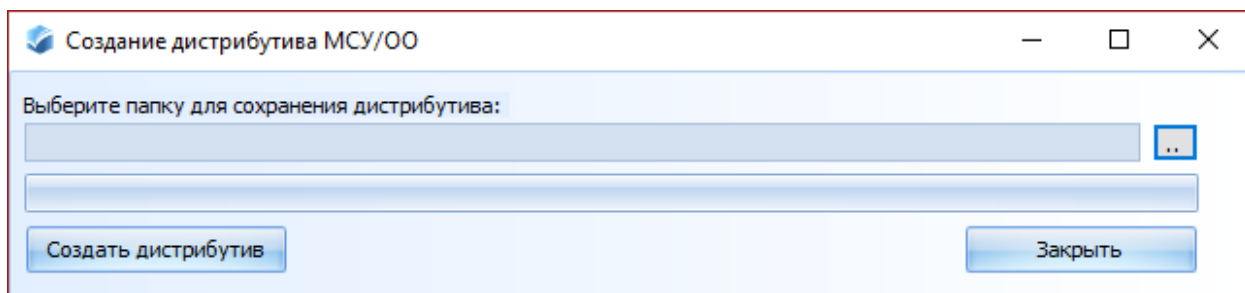 Создание дистрибутива МСУ/ОО
Выберите папку для сохранения дистрибутива:
..
Создать дистрибутив
Закрыть